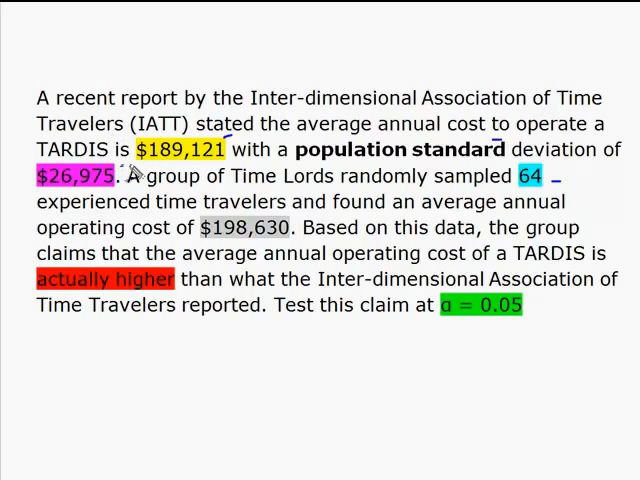 A recent report by the Inter-dimensional Association of Time
Travelers (IATT) stated the average annual cost to operate a
TARDIS is $189,121 with a population standard deviation of
$26,975. A group of Time Lords randomly sampled 64
experienced time travelers and found an average annual
operating cost of $198,630. Based on this data, the group
claims that the average annual operating cost of a TARDIS is
actually higher than what the Inter-dimensional Association of
Time Travelers reported. Test this claim at α = 0.05